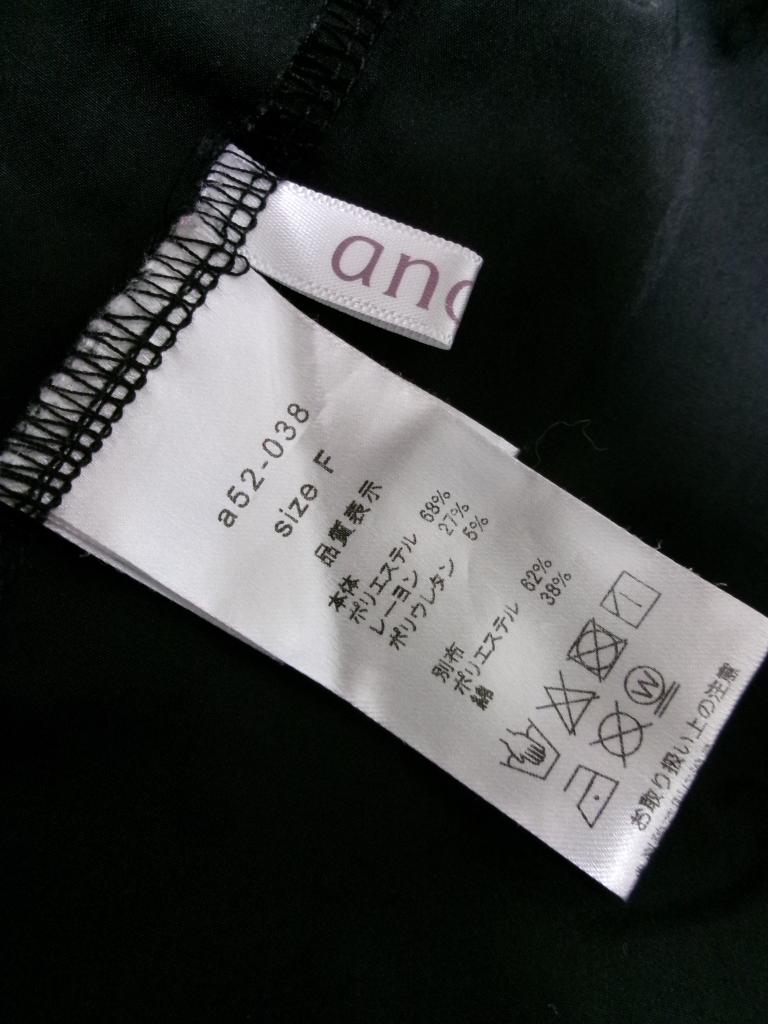 an
a52-038
size F
品質表示
本体
ポリエステル 68%
レーヨン 27%
ポリウレタン 5%
別布
ポリエステル 62%
綿 38%
W
お取り扱い上の注意